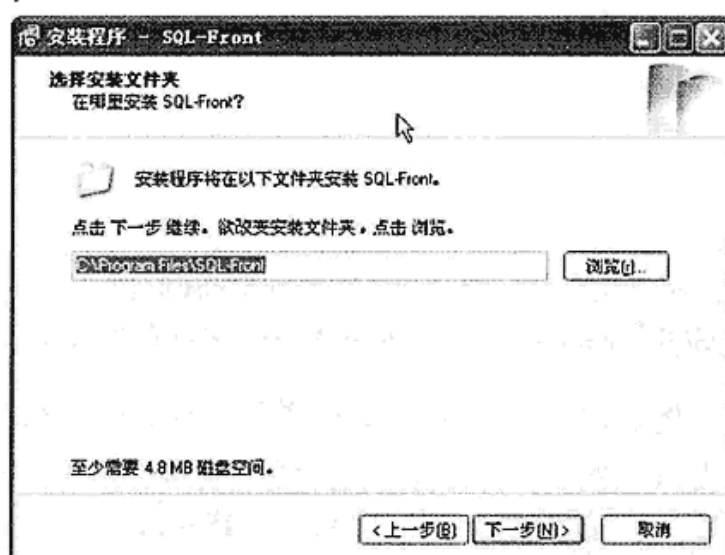 安装程序 - SQL-Front
选择安装文件夹
在哪里安装 SQL-Front?
安装程序将在以下文件夹安装 SQL-Front。
点击 下一步 继续。欲改变安装文件夹，点击 浏览。
C:\Program Files\SQL-Front
浏览(r)...
至少需要 4.8 MB 磁盘空间。
<上一步(B) 下一步(N)> 取消